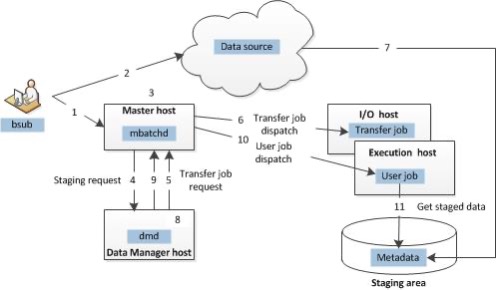 Data source
7
2
3
bsub
1
Master host
mbatchd
6 Transfer job
dispatch
10 User job
dispatch
I/O host
Transfer job
Execution host
User job
Staging request 4 9 5 Transfer job
request
11 Get staged data
8
dmd
Data Manager host
Metadata
Staging area